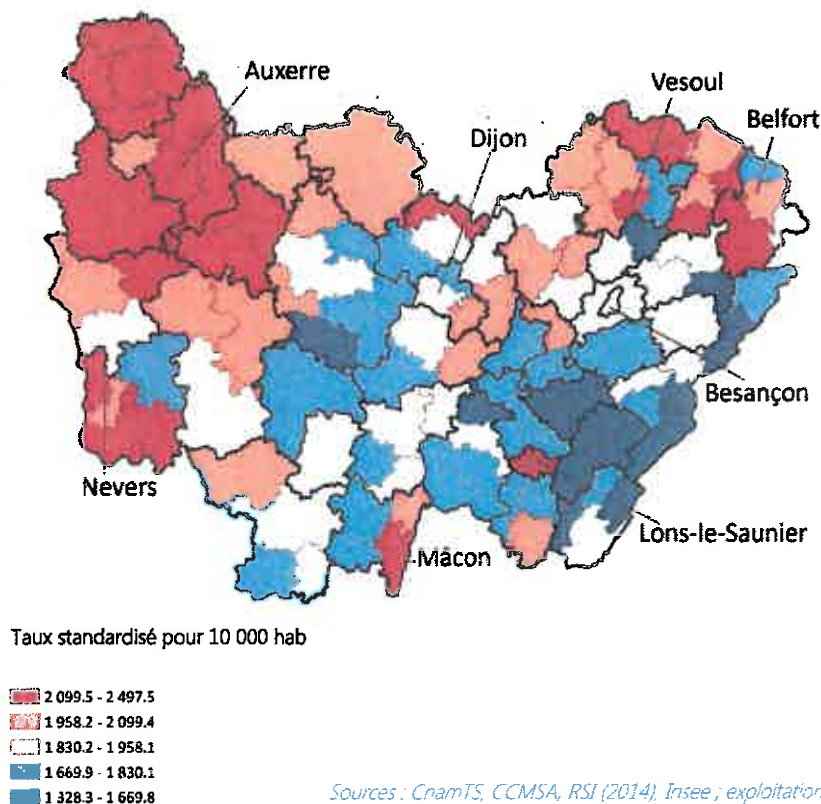 Auxerre
Vesoul
Belfort
Dijon
Besançon
Nevers
Lons-le-Saunier
Mâcon
Taux standardisé pour 10 000 hab
2 099.5 - 2 497.5
1 958.2 - 2 099.4
1 830.2 - 1 958.1
1 669.9 - 1 830.1
1 328.3 - 1 669.8
Sources : CnamTS, CCMSA, RSI (2014), Insee ; exploitation